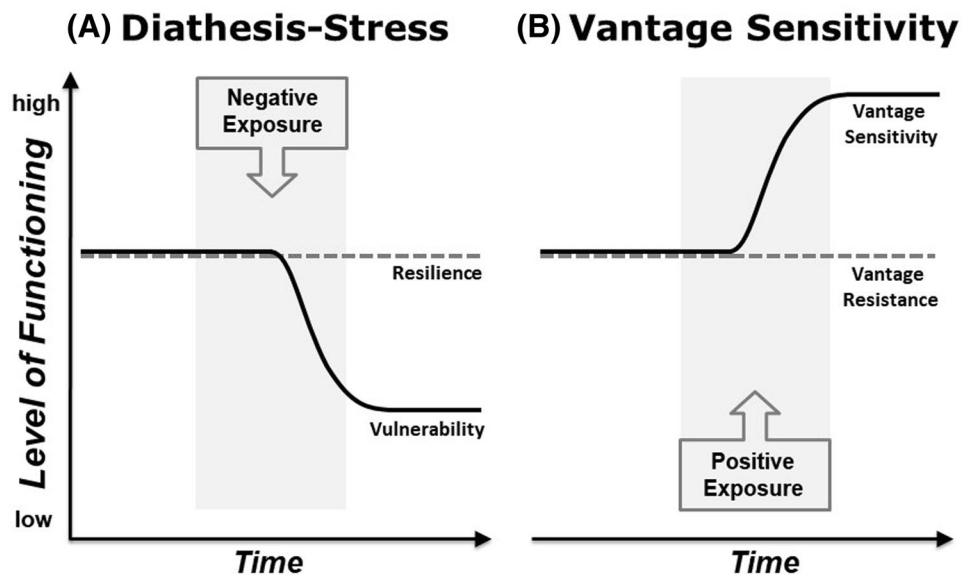 (A) Diathesis-Stress
high
Negative
Exposure
Level of Functioning
Resilience
Vulnerability
low
Time
(B) Vantage Sensitivity
Vantage
Sensitivity
Vantage
Resistance
Positive
Exposure
Time